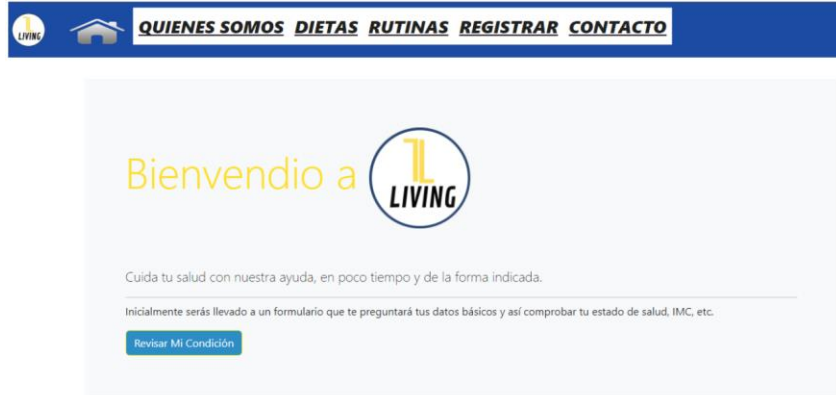 LIVING
QUIENES SOMOS DIETAS RUTINAS REGISTRAR CONTACTO
Bienvendio a
LIVING
Cuida tu salud con nuestra ayuda, en poco tiempo y de la forma indicada.
Inicialmente serás llevado a un formulario que te preguntará tus datos básicos y así comprobar tu estado de salud, IMC, etc.
Revisar Mi Condición